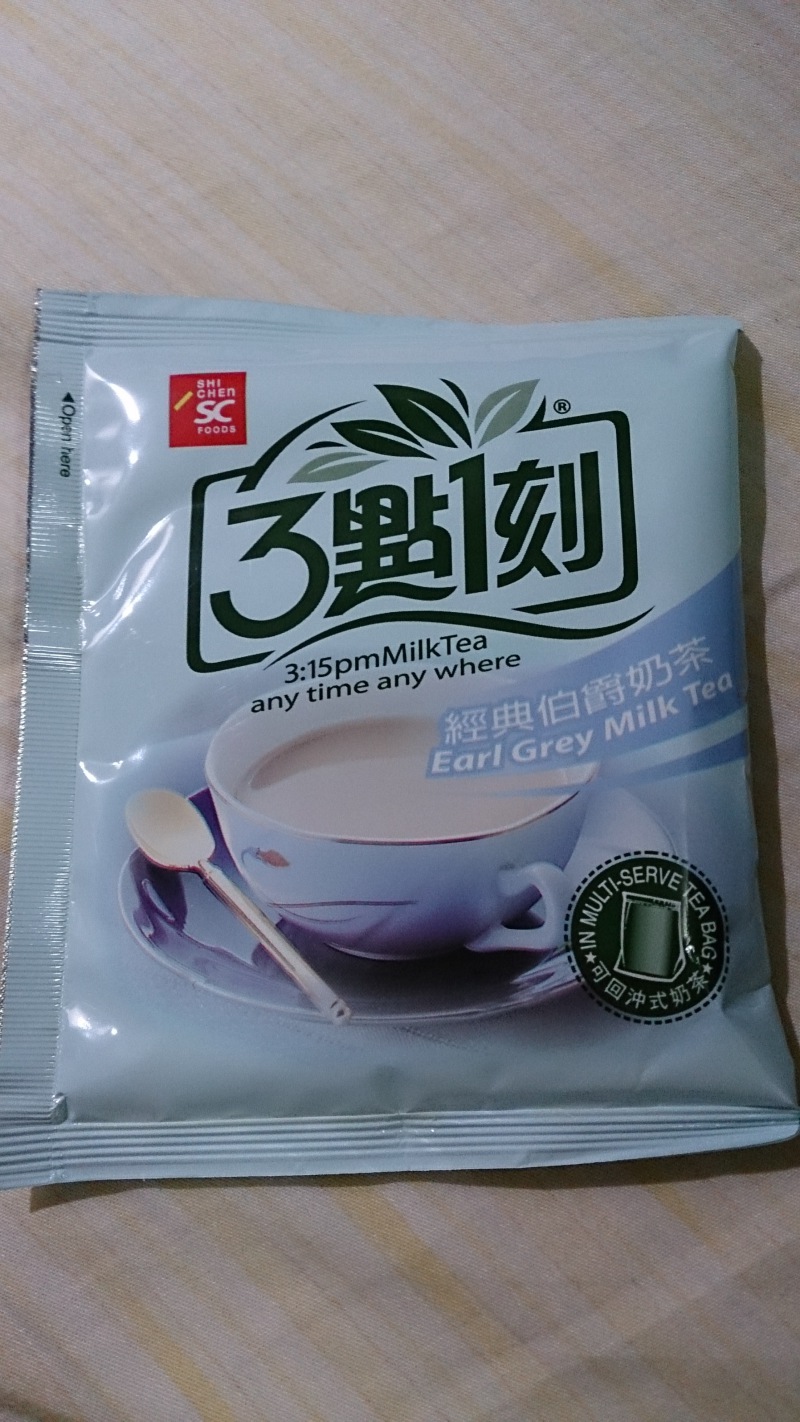 SHI
CHEN
SC
FOODS
◀Open here
®
3點1刻
3:15pmMilkTea
any time any where
經典伯爵奶茶
Earl Grey Milk Tea
★IN MULTI-SERVE TEA BAG★
可回沖式奶茶